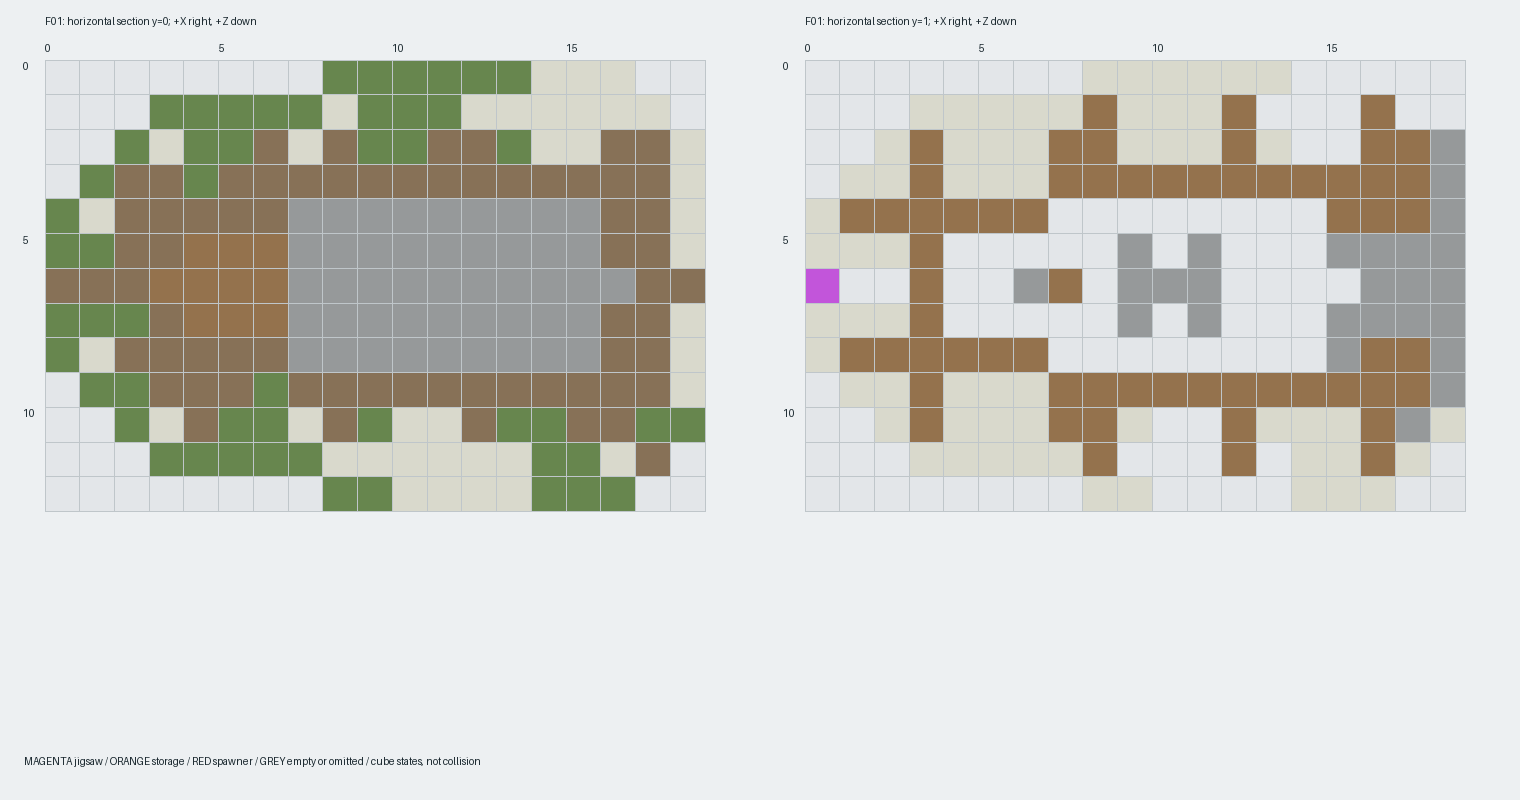 F01: horizontal section y=0; +X right, +Z down
F01: horizontal section y=1; +X right, +Z down
0 5 10 15
0 5 10 15
0 0
5 5
10 10
MAGENTA jigsaw / ORANGE storage / RED spawner / GREY empty or omitted / cube states, not collision